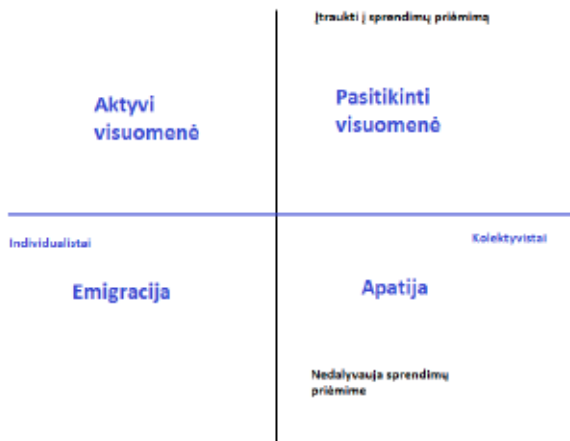 Įtraukti į sprendimų priėmimą
Aktyvi
visuomenė
Pasitikinti
visuomenė
Individualistai
Kolektyvistai
Emigracija
Apatija
Nedalyvauja sprendimų
priėmime